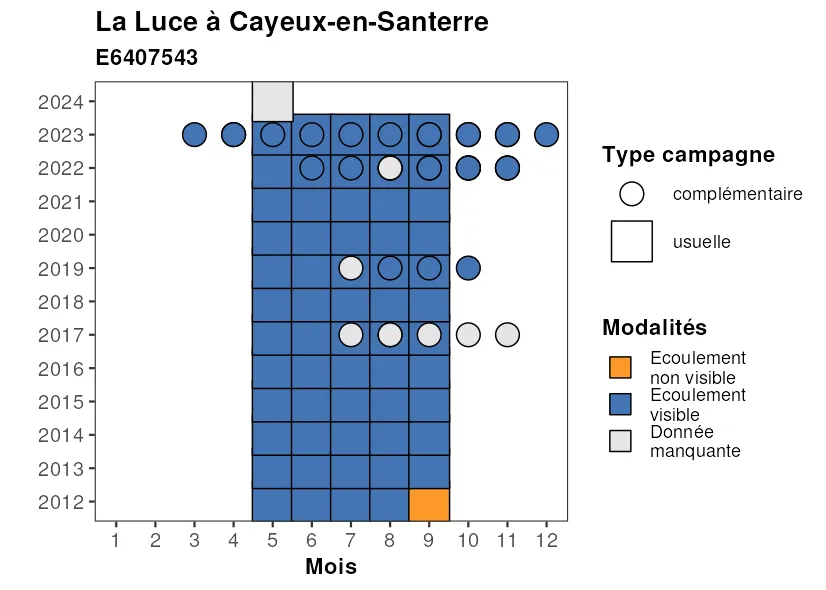 La Luce à Cayeux-en-Santerre
E6407543
2024
2023
2022
2021
2020
2019
2018
2017
2016
2015
2014
2013
2012
1 2 3 4 5 6 7 8 9 10 11 12
Mois
Type campagne
complémentaire
usuelle
Modalités
Ecoulement
non visible
Ecoulement
visible
Donnée
manquante